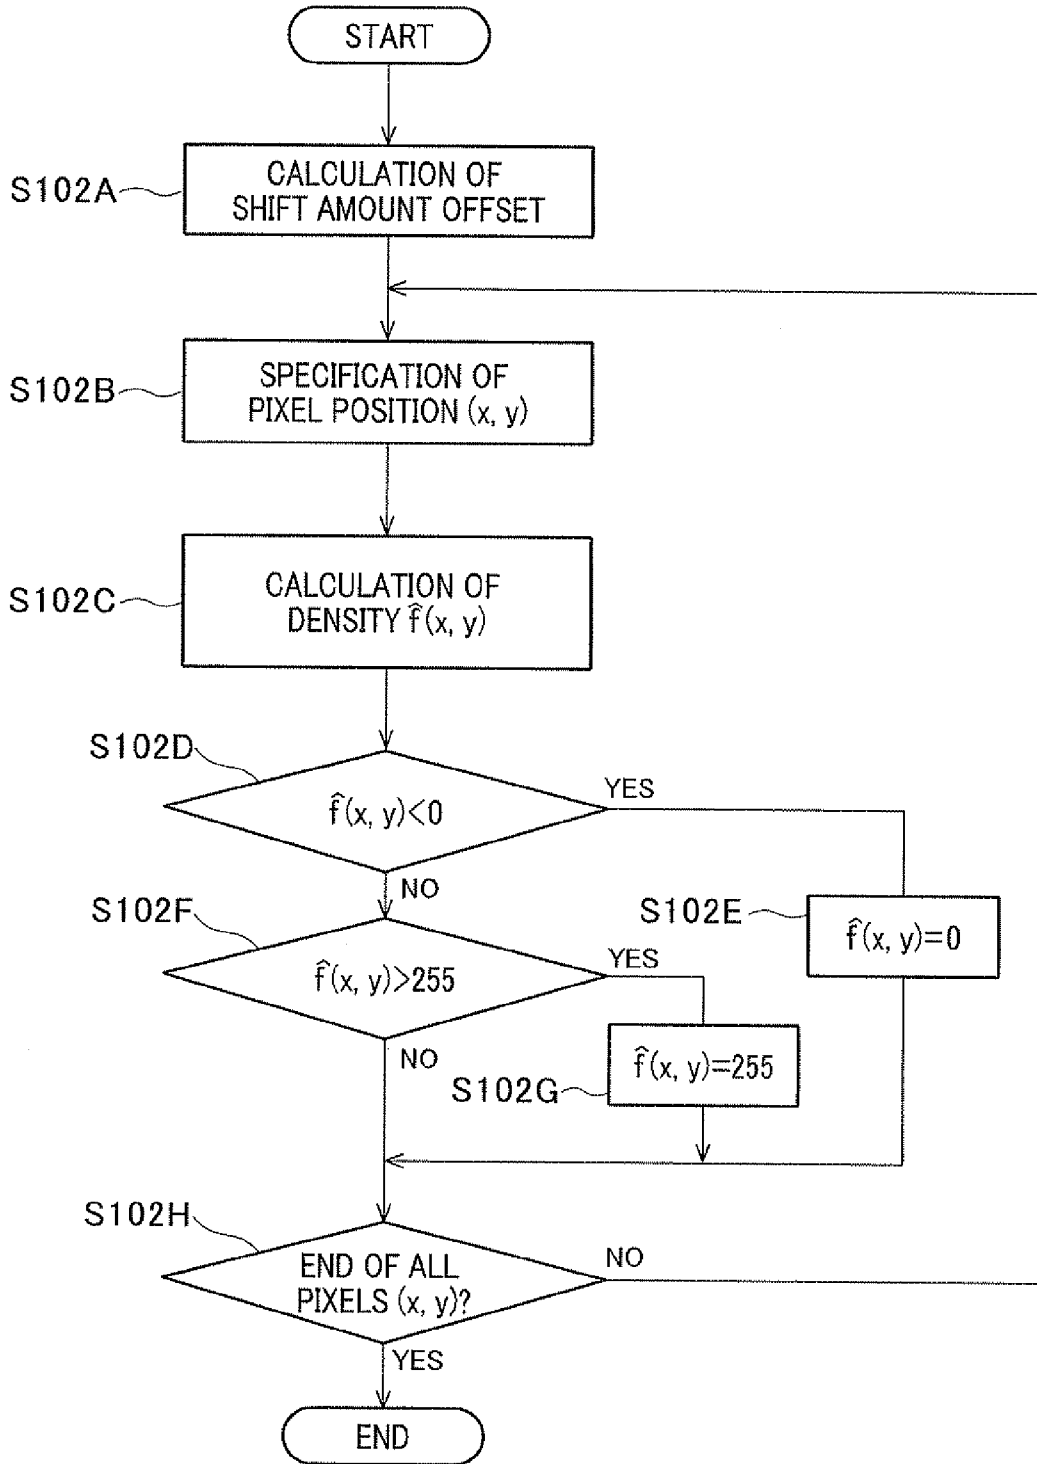 START
S102A
CALCULATION OF
SHIFT AMOUNT OFFSET
S102B
SPECIFICATION OF
PIXEL POSITION (x, y)
S102C
CALCULATION OF
DENSITY f̂(x, y)
S102D
f̂(x, y)<0
YES
NO
S102E
f̂(x, y)=0
S102F
f̂(x, y)>255
YES
NO
S102G
f̂(x, y)=255
S102H
END OF ALL
PIXELS (x, y)?
NO
YES
END